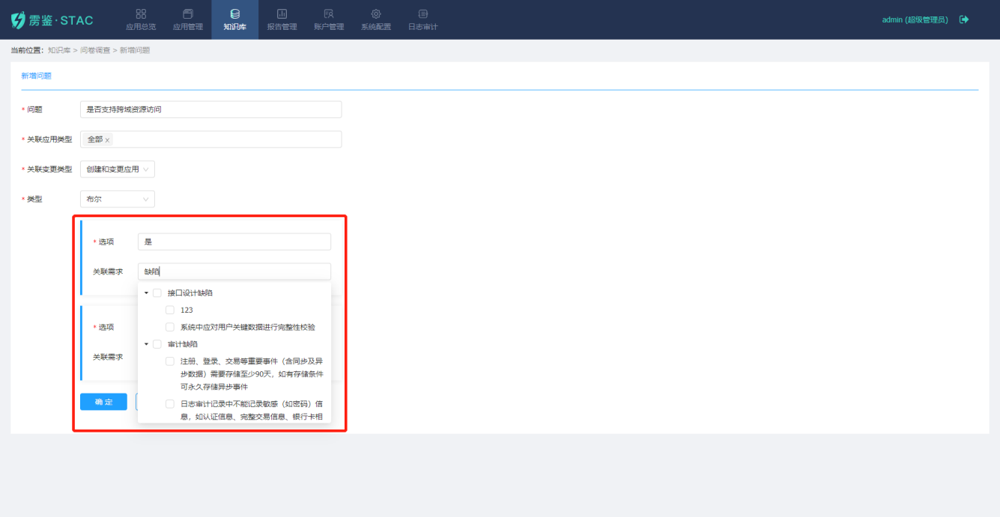 雳鉴·STAC
应用总览
应用管理
知识库
报告管理
账户管理
系统配置
日志审计
admin (超级管理员)
当前位置：知识库 > 问卷调查 > 新增问题
新增问题
* 问题
是否支持跨域资源访问
* 关联应用类型
全部 x
* 关联变更类型
创建和变更应用
* 类型
布尔
* 选项
是
关联需求
缺陷
接口设计缺陷
123
系统中应对用户关键数据进行完整性校验
审计缺陷
注册、登录、交易等重要事件（含同步及异
步数据）需要存储至少90天，如有存储条件
可永久存储异步事件
日志审计记录中不能记录敏感（如密码）信
息，如认证信息、完整交易信息、银行卡相
* 选项
关联需求
确 定